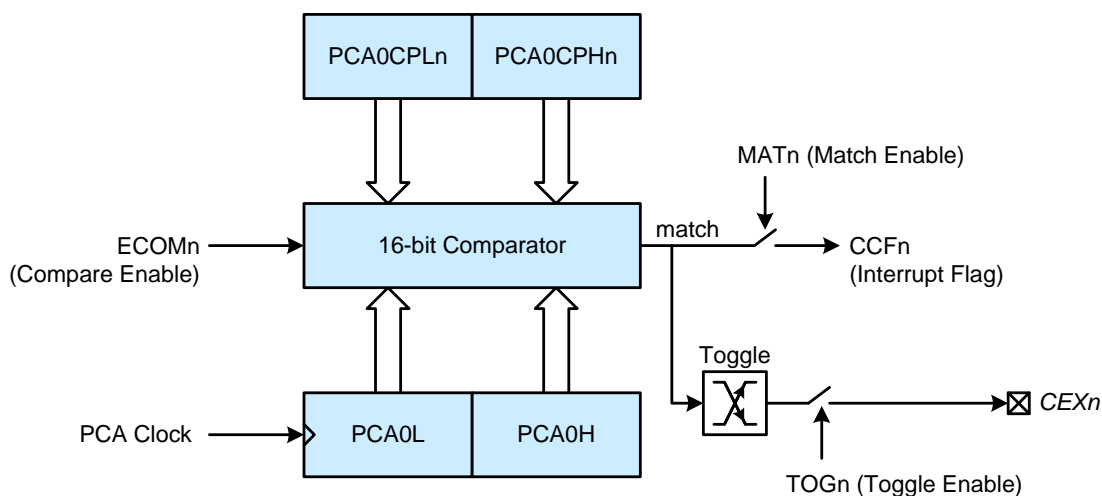 PCA0CPLn PCA0CPHn
MATn (Match Enable)
match
ECOMn
(Compare Enable)
16-bit Comparator
CCFn
(Interrupt Flag)
Toggle
CEXn
PCA Clock
PCA0L PCA0H
TOGn (Toggle Enable)